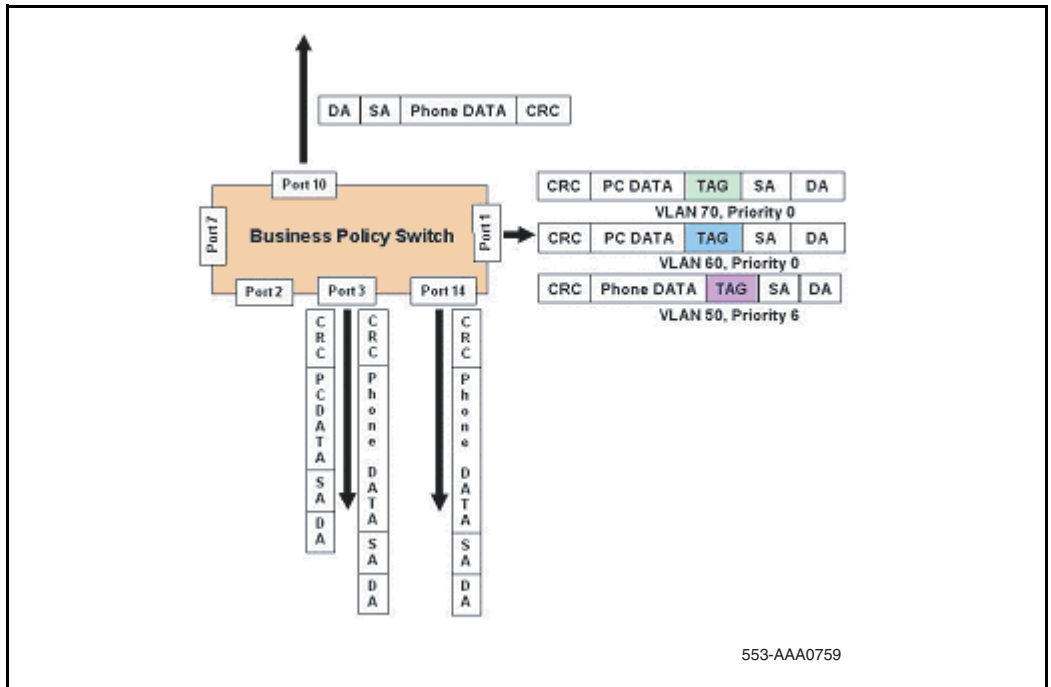 DA SA Phone DATA CRC
Port 10
Port 7
Business Policy Switch
Port 1
Port 2
Port 3
Port 14
CRC PC DATA TAG SA DA
VLAN 70, Priority 0
CRC PC DATA TAG SA DA
VLAN 60, Priority 0
CRC Phone DATA TAG SA DA
VLAN 50, Priority 6
CRC PCDATA SA DA
CRC Phone DATA SA DA
CRC Phone DATA SA DA
553-AAA0759